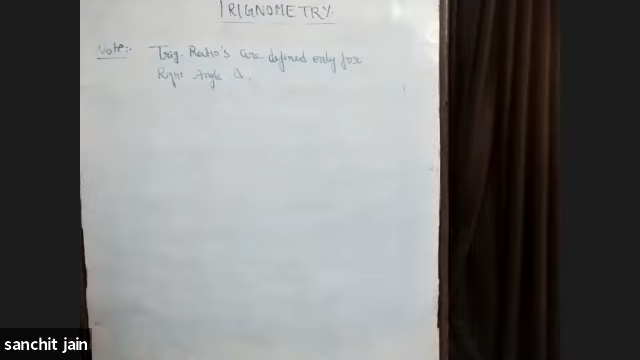 TRIGNOMETRY
Note:- Trig. Ratio's are defined only for
Right Angle Δ.
sanchit jain